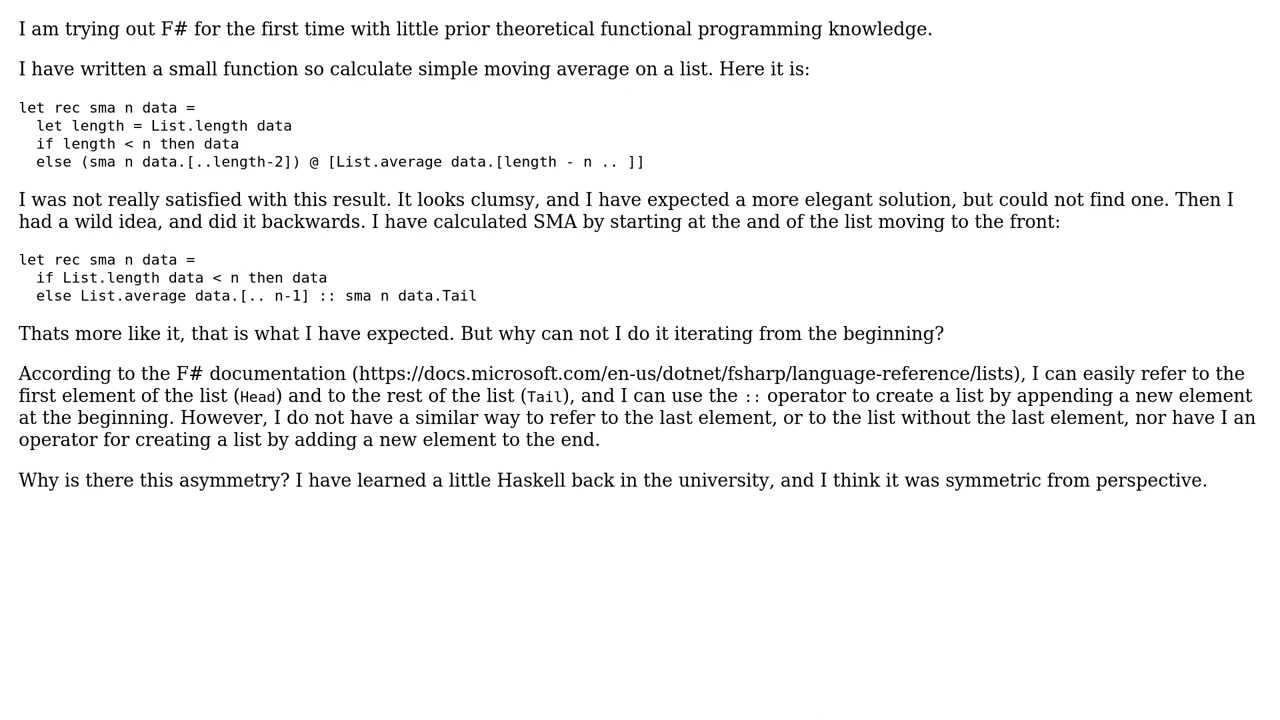 I am trying out F# for the first time with little prior theoretical functional programming knowledge.
I have written a small function so calculate simple moving average on a list. Here it is:
let rec sma n data =
  let length = List.length data
  if length < n then data
  else (sma n data.[..length-2]) @ [List.average data.[length - n .. ]]
I was not really satisfied with this result. It looks clumsy, and I have expected a more elegant solution, but could not find one. Then I
had a wild idea, and did it backwards. I have calculated SMA by starting at the and of the list moving to the front:
let rec sma n data =
  if List.length data < n then data
  else List.average data.[.. n-1] :: sma n data.Tail
Thats more like it, that is what I have expected. But why can not I do it iterating from the beginning?
According to the F# documentation (https://docs.microsoft.com/en-us/dotnet/fsharp/language-reference/lists), I can easily refer to the
first element of the list (Head) and to the rest of the list (Tail), and I can use the :: operator to create a list by appending a new element
at the beginning. However, I do not have a similar way to refer to the last element, or to the list without the last element, nor have I an
operator for creating a list by adding a new element to the end.
Why is there this asymmetry? I have learned a little Haskell back in the university, and I think it was symmetric from perspective.